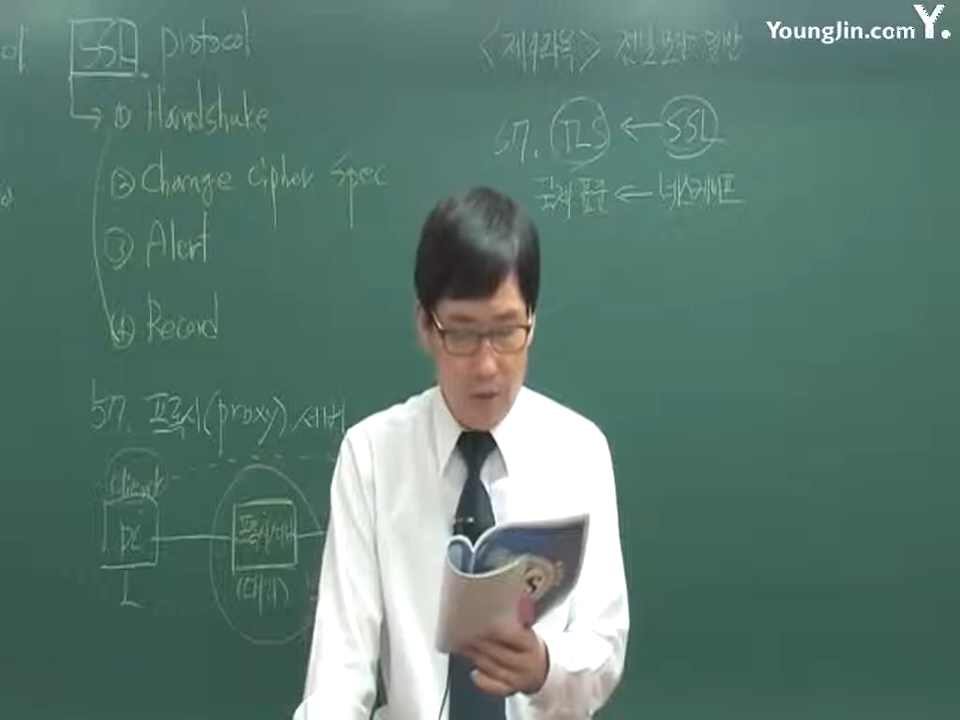 SSL protocol
① Handshake
② Change Cipher Spec
③ Alert
④ Record
57. 프록시(proxy) 서버
Client
PC
프록시서버
(대리)
YoungJin.com Y.
<제4과목> 정보보안 일반
57. TLS ← SSL
국제 표준 ← 넷스케이프